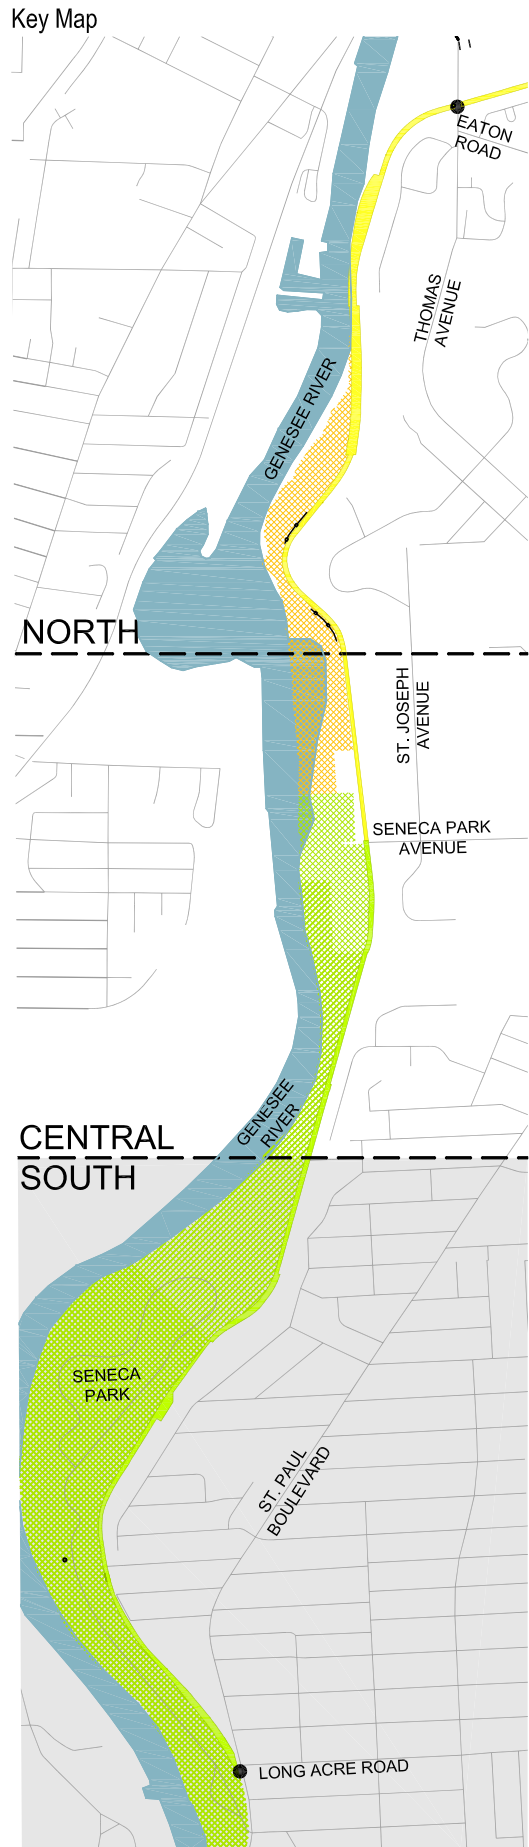 Key Map
EATON
ROAD
THOMAS
AVENUE
GENESEE RIVER
NORTH
ST. JOSEPH
AVENUE
SENECA PARK
AVENUE
GENESEE
RIVER
CENTRAL
SOUTH
SENECA
PARK
ST. PAUL
BOULEVARD
LONG ACRE ROAD